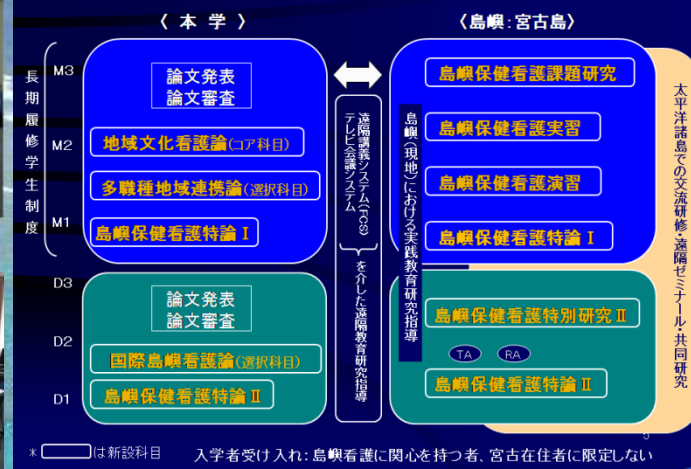 〈 本 学 〉
〈島嶼：宮古島〉
長期履修学生制度
M3
M2
M1
D3
D2
D1
論文発表
論文審査
地域文化看護論(コア科目)
多職種地域連携論(選択科目)
島嶼保健看護特論Ⅰ
論文発表
論文審査
国際島嶼看護論(選択科目)
島嶼保健看護特論Ⅱ
遠隔講義システム(FCS)
テレビ会議システム
を介した遠隔教育研究指導
島嶼(現地)における実践教育研究指導
島嶼保健看護課題研究
島嶼保健看護実習
島嶼保健看護演習
島嶼保健看護特論Ⅰ
島嶼保健看護特別研究Ⅱ
TA
RA
島嶼保健看護特論Ⅱ
太平洋諸島での交流研修・遠隔ゼミナール・共同研究
5
＊は新設科目
入学者受け入れ：島嶼看護に関心を持つ者、宮古在住者に限定しない